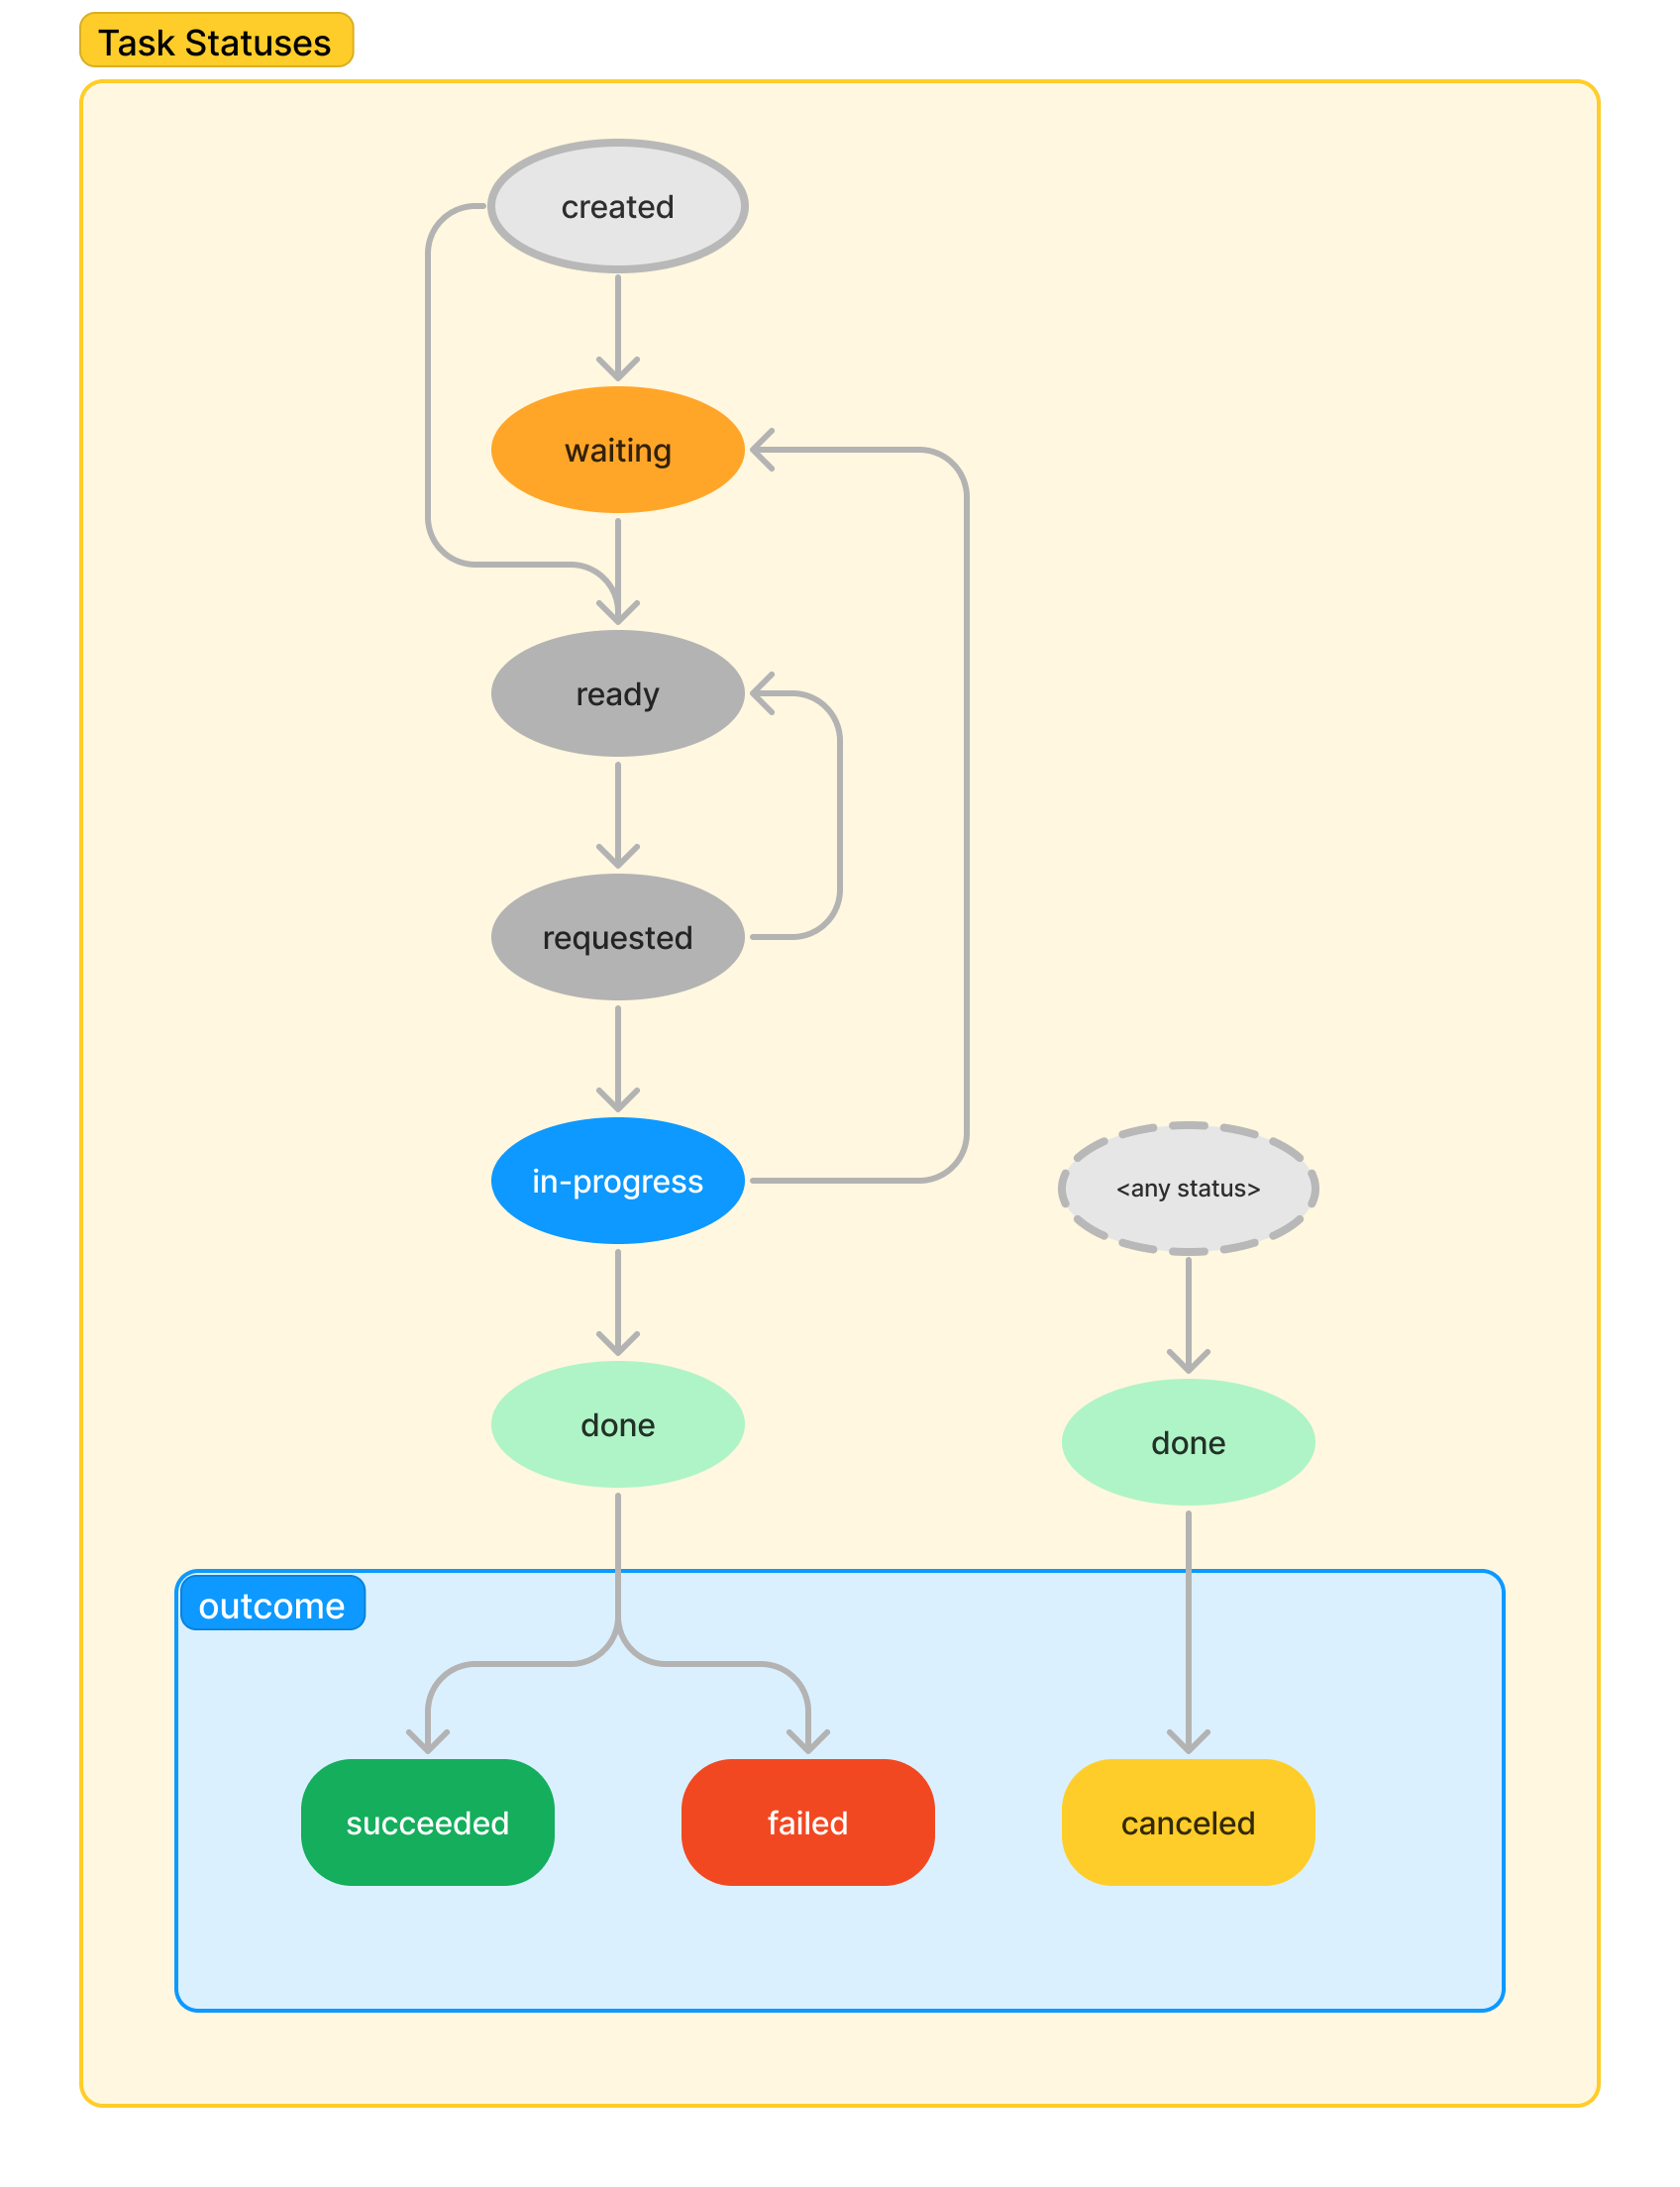 Task Statuses
created
waiting
ready
requested
in-progress
<any status>
done
done
outcome
succeeded
failed
canceled